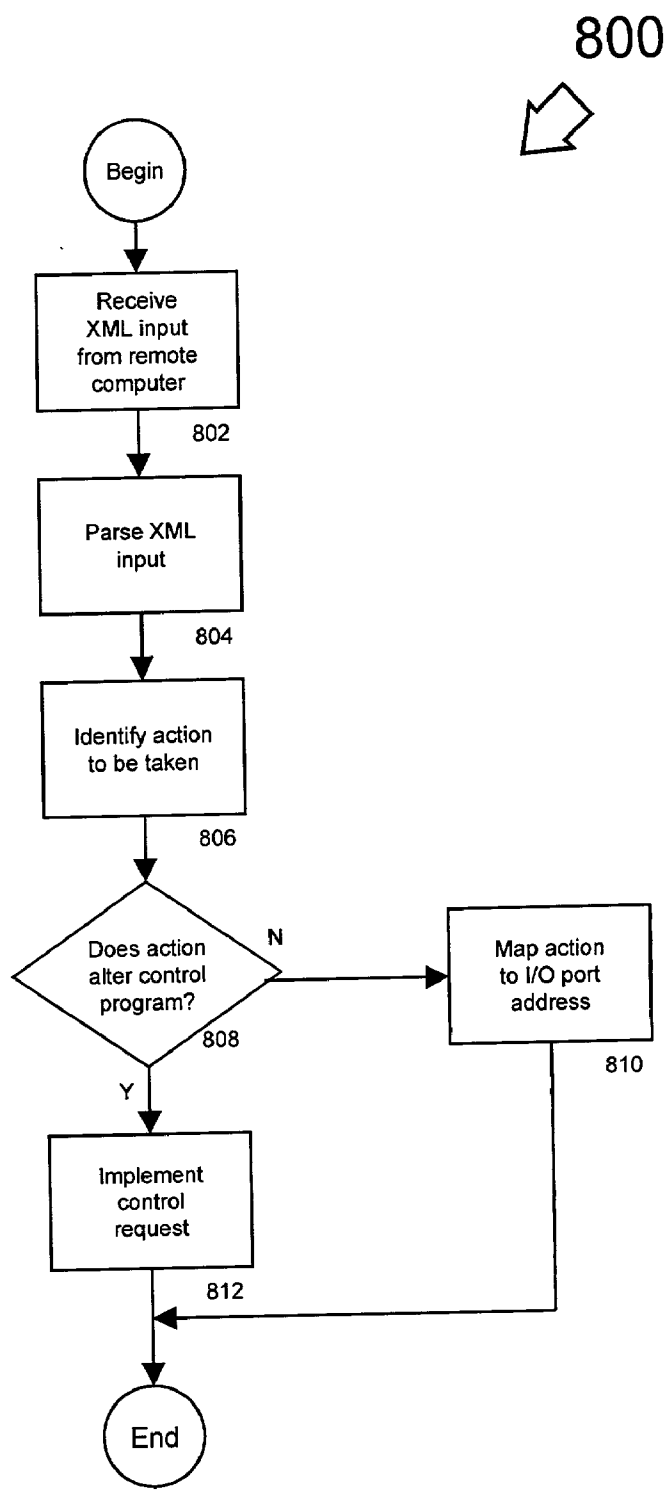 800
Begin
Receive
XML input
from remote
computer
802
Parse XML
input
804
Identify action
to be taken
806
Does action
alter control
program?
808
N
Map action
to I/O port
address
810
Y
Implement
control
request
812
End